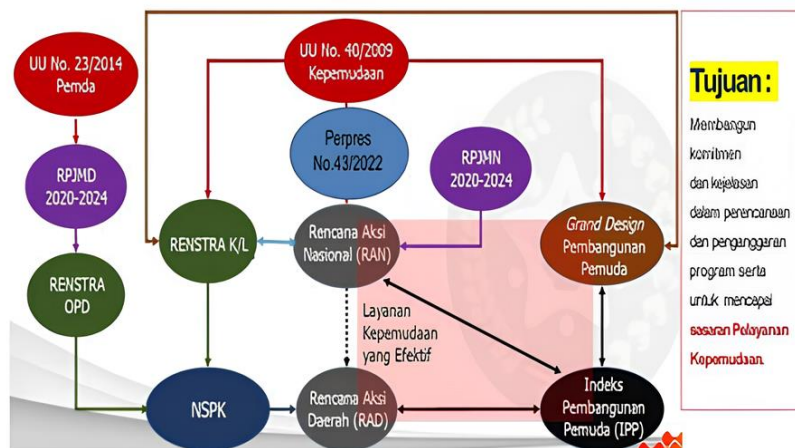 UU No. 23/2014
Pemda
UU No. 40/2009
Kepemudaan
Perpres
No.43/2022
RPJMD
2020-2024
RPJMN
2020-2024
RENSTRA K/L
Rencana Aksi
Nasional (RAN)
Grand Design
Pembangunan
Pemuda
RENSTRA
OPD
Layanan
Kepemudaan
yang Efektif
NSPK
Rencana Aksi
Daerah (RAD)
Indeks
Pembangunan
Pemuda (IPP)
Tujuan :
Membangun
komitmen
dan kejelasan
dalam perencanaan
dan penganggaran
program serta
untuk mencapai
sasaran Pelayanan
Kepemudaan.